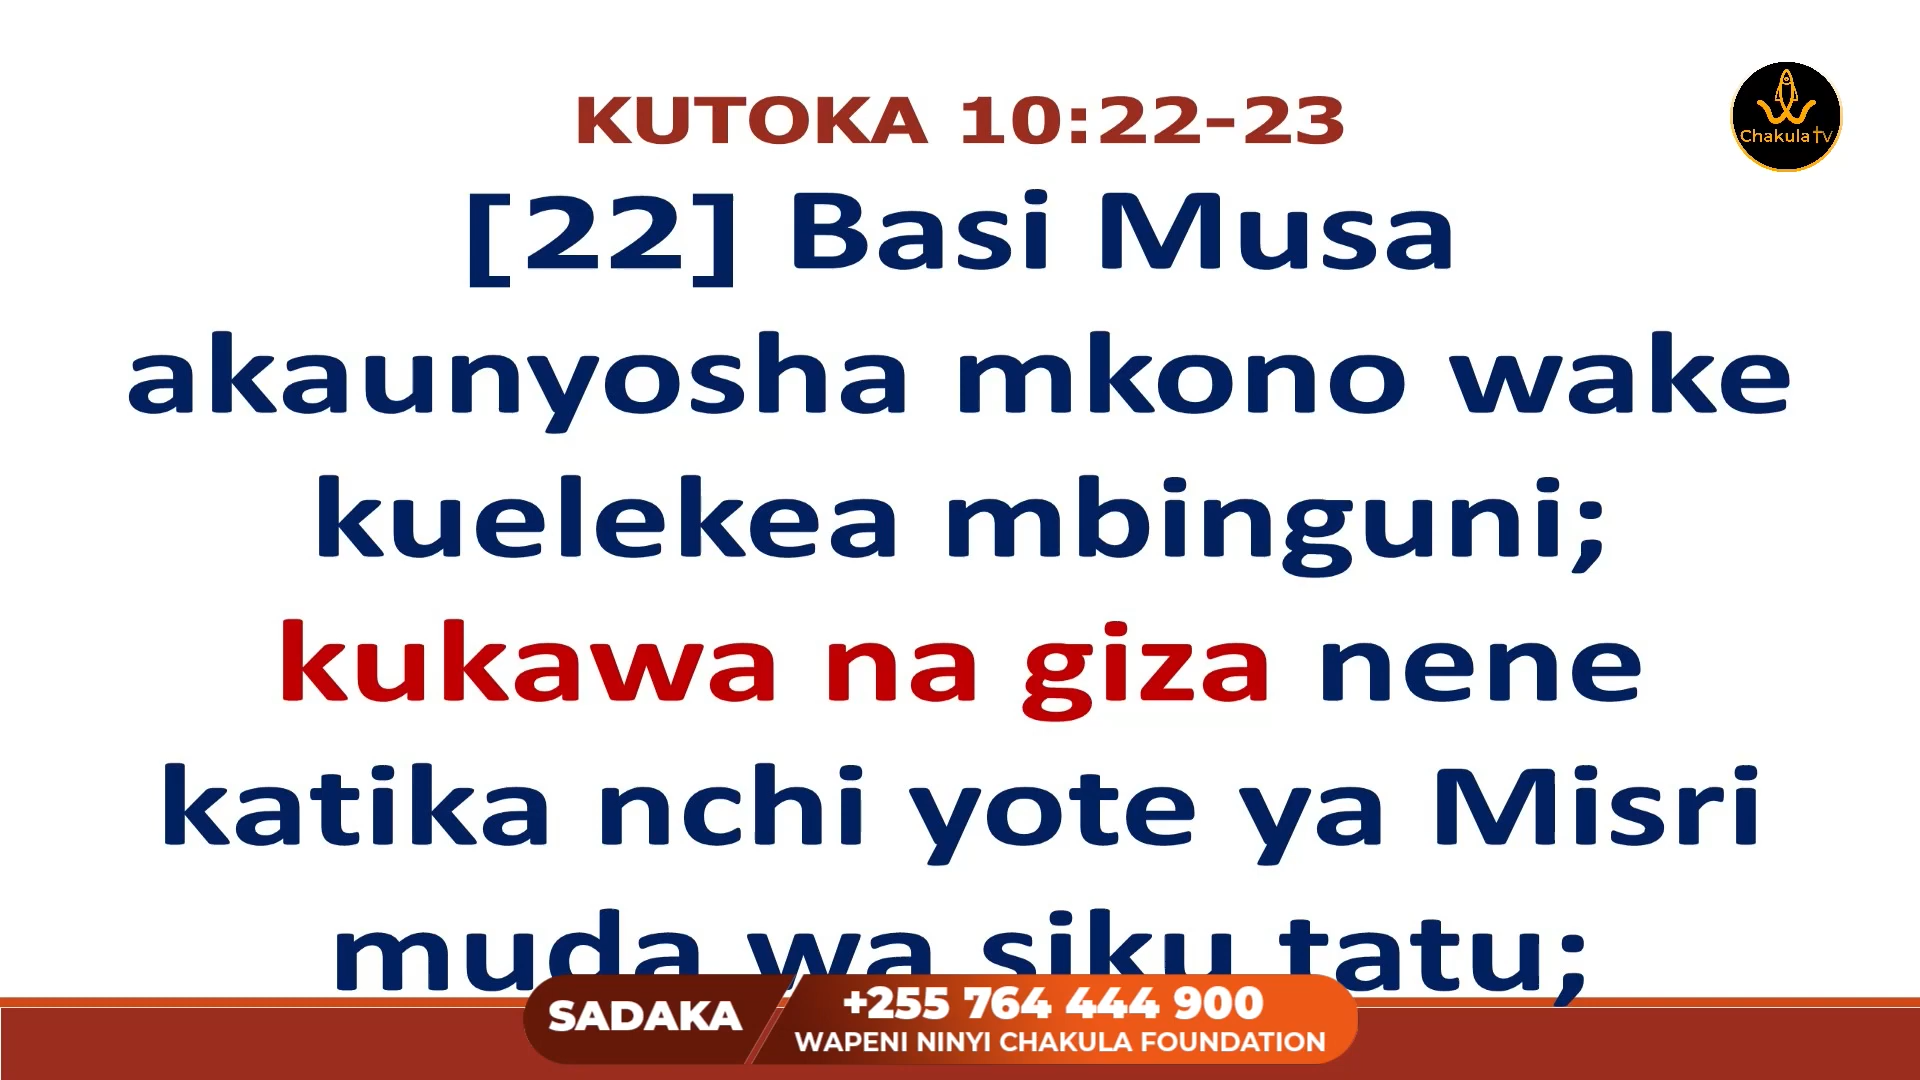 KUTOKA 10:22-23
Chakula tv
[22] Basi Musa
akaunyosha mkono wake
kuelekea mbinguni;
kukawa na giza nene
katika nchi yote ya Misri
muda wa siku tatu;
SADAKA
+255 764 444 900
WAPENI NINYI CHAKULA FOUNDATION